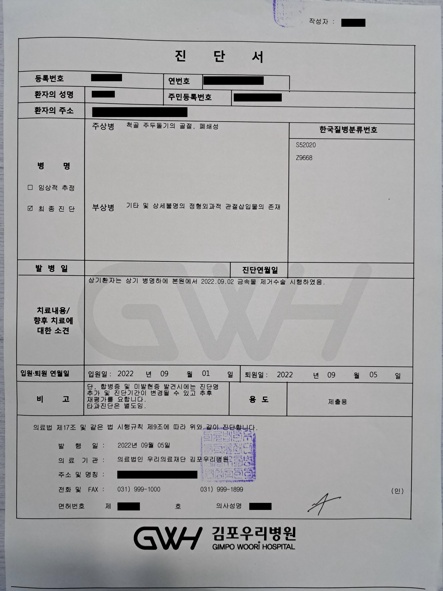 작성자 :
진 단 서
등록번호
연번호
환자의 성명
주민등록번호
환자의 주소
병 명
□ 임상적 추정
☑ 최 종 진 단
주상병 척골 주두돌기의 골절, 폐쇄성
부상병 기타 및 상세불명의 정형외과적 관절삽입물의 존재
한국질병분류번호
S52020
Z9668
발 병 일
진단연월일
치료내용/
향후 치료에
대한 소견
상기환자는 상기 병명하에 본원에서 2022.09.02 금속물 제거수술 시행하였음.
입원·퇴원 연월일
입원일 : 2022 년 09 월 01 일
퇴원일 : 2022 년 09 월 05 일
비 고
단, 합병증 및 미발현증 발견시에는 진단명
추가 및 진단기간이 변경될 수 있고 추후
재평가를 요합니다.
타과진단은 별도임.
용 도
제출용
의료법 제17조 및 같은 법 시행규칙 제9조에 따라 위와 같이 진단합니다.
발 행 일 : 2022년 09월 05일
의 료 기 관 : 의료법인 우리의료재단 김포우리병원
주소 및 명칭 :
전화 및 FAX : 031) 999-1000 031) 999-1899
(인)
면허번호 제 호 의사성명
GWH 김포우리병원
GIMPO WOORI HOSPITAL
GWH